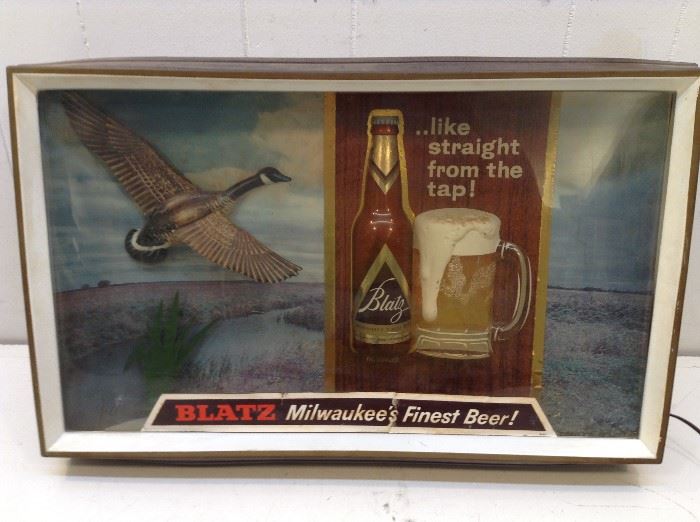 ..like
straight
from the
tap!
Blatz
BLATZ Milwaukee's Finest Beer!